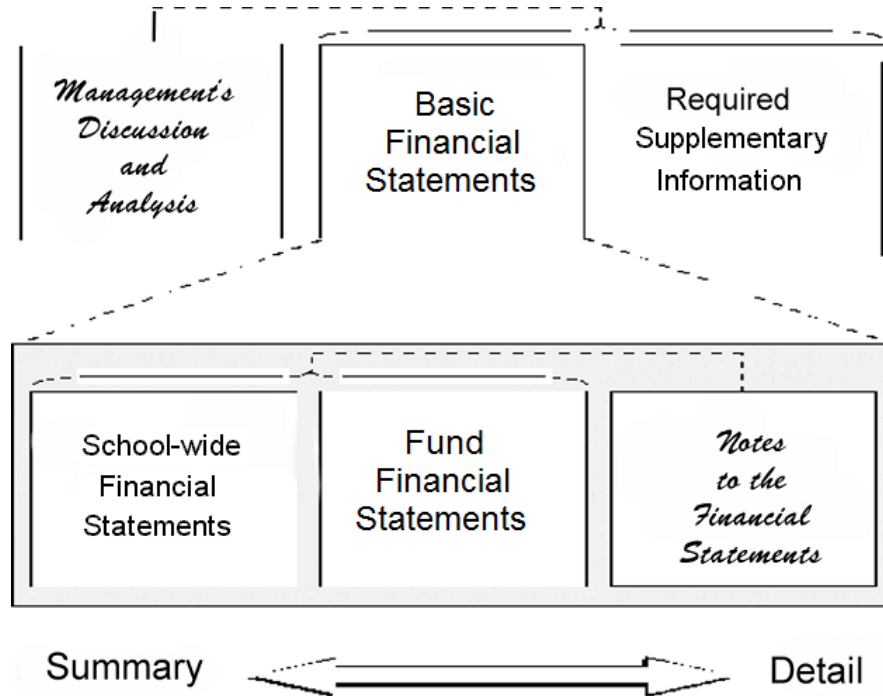 Management's
Discussion
and
Analysis
Basic
Financial
Statements
Required
Supplementary
Information
School-wide
Financial
Statements
Fund
Financial
Statements
Notes
to the
Financial
Statements
Summary
Detail